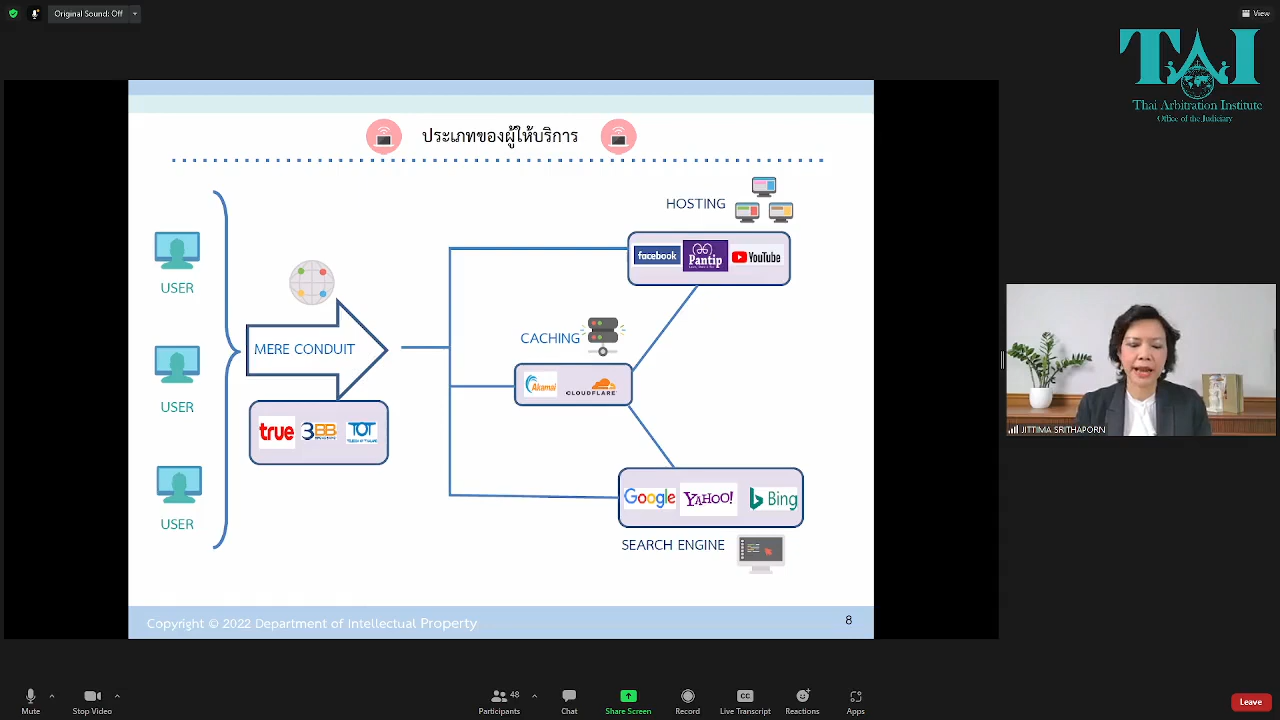 Original Sound: Off
View
TAI
Thai Arbitration Institute
Office of the Judiciary
ประเภทของผู้ให้บริการ
HOSTING
facebook
Pantip
YouTube
USER
MERE CONDUIT
CACHING
Akamai
CLOUDFLARE
USER
true
3BB
TOT
JITTIMA SRITHAPORN
Google
YAHOO!
Bing
USER
SEARCH ENGINE
Copyright © 2022 Department of Intellectual Property
8
Mute
Stop Video
Participants
48
Chat
Share Screen
Record
Live Transcript
Reactions
Apps
Leave